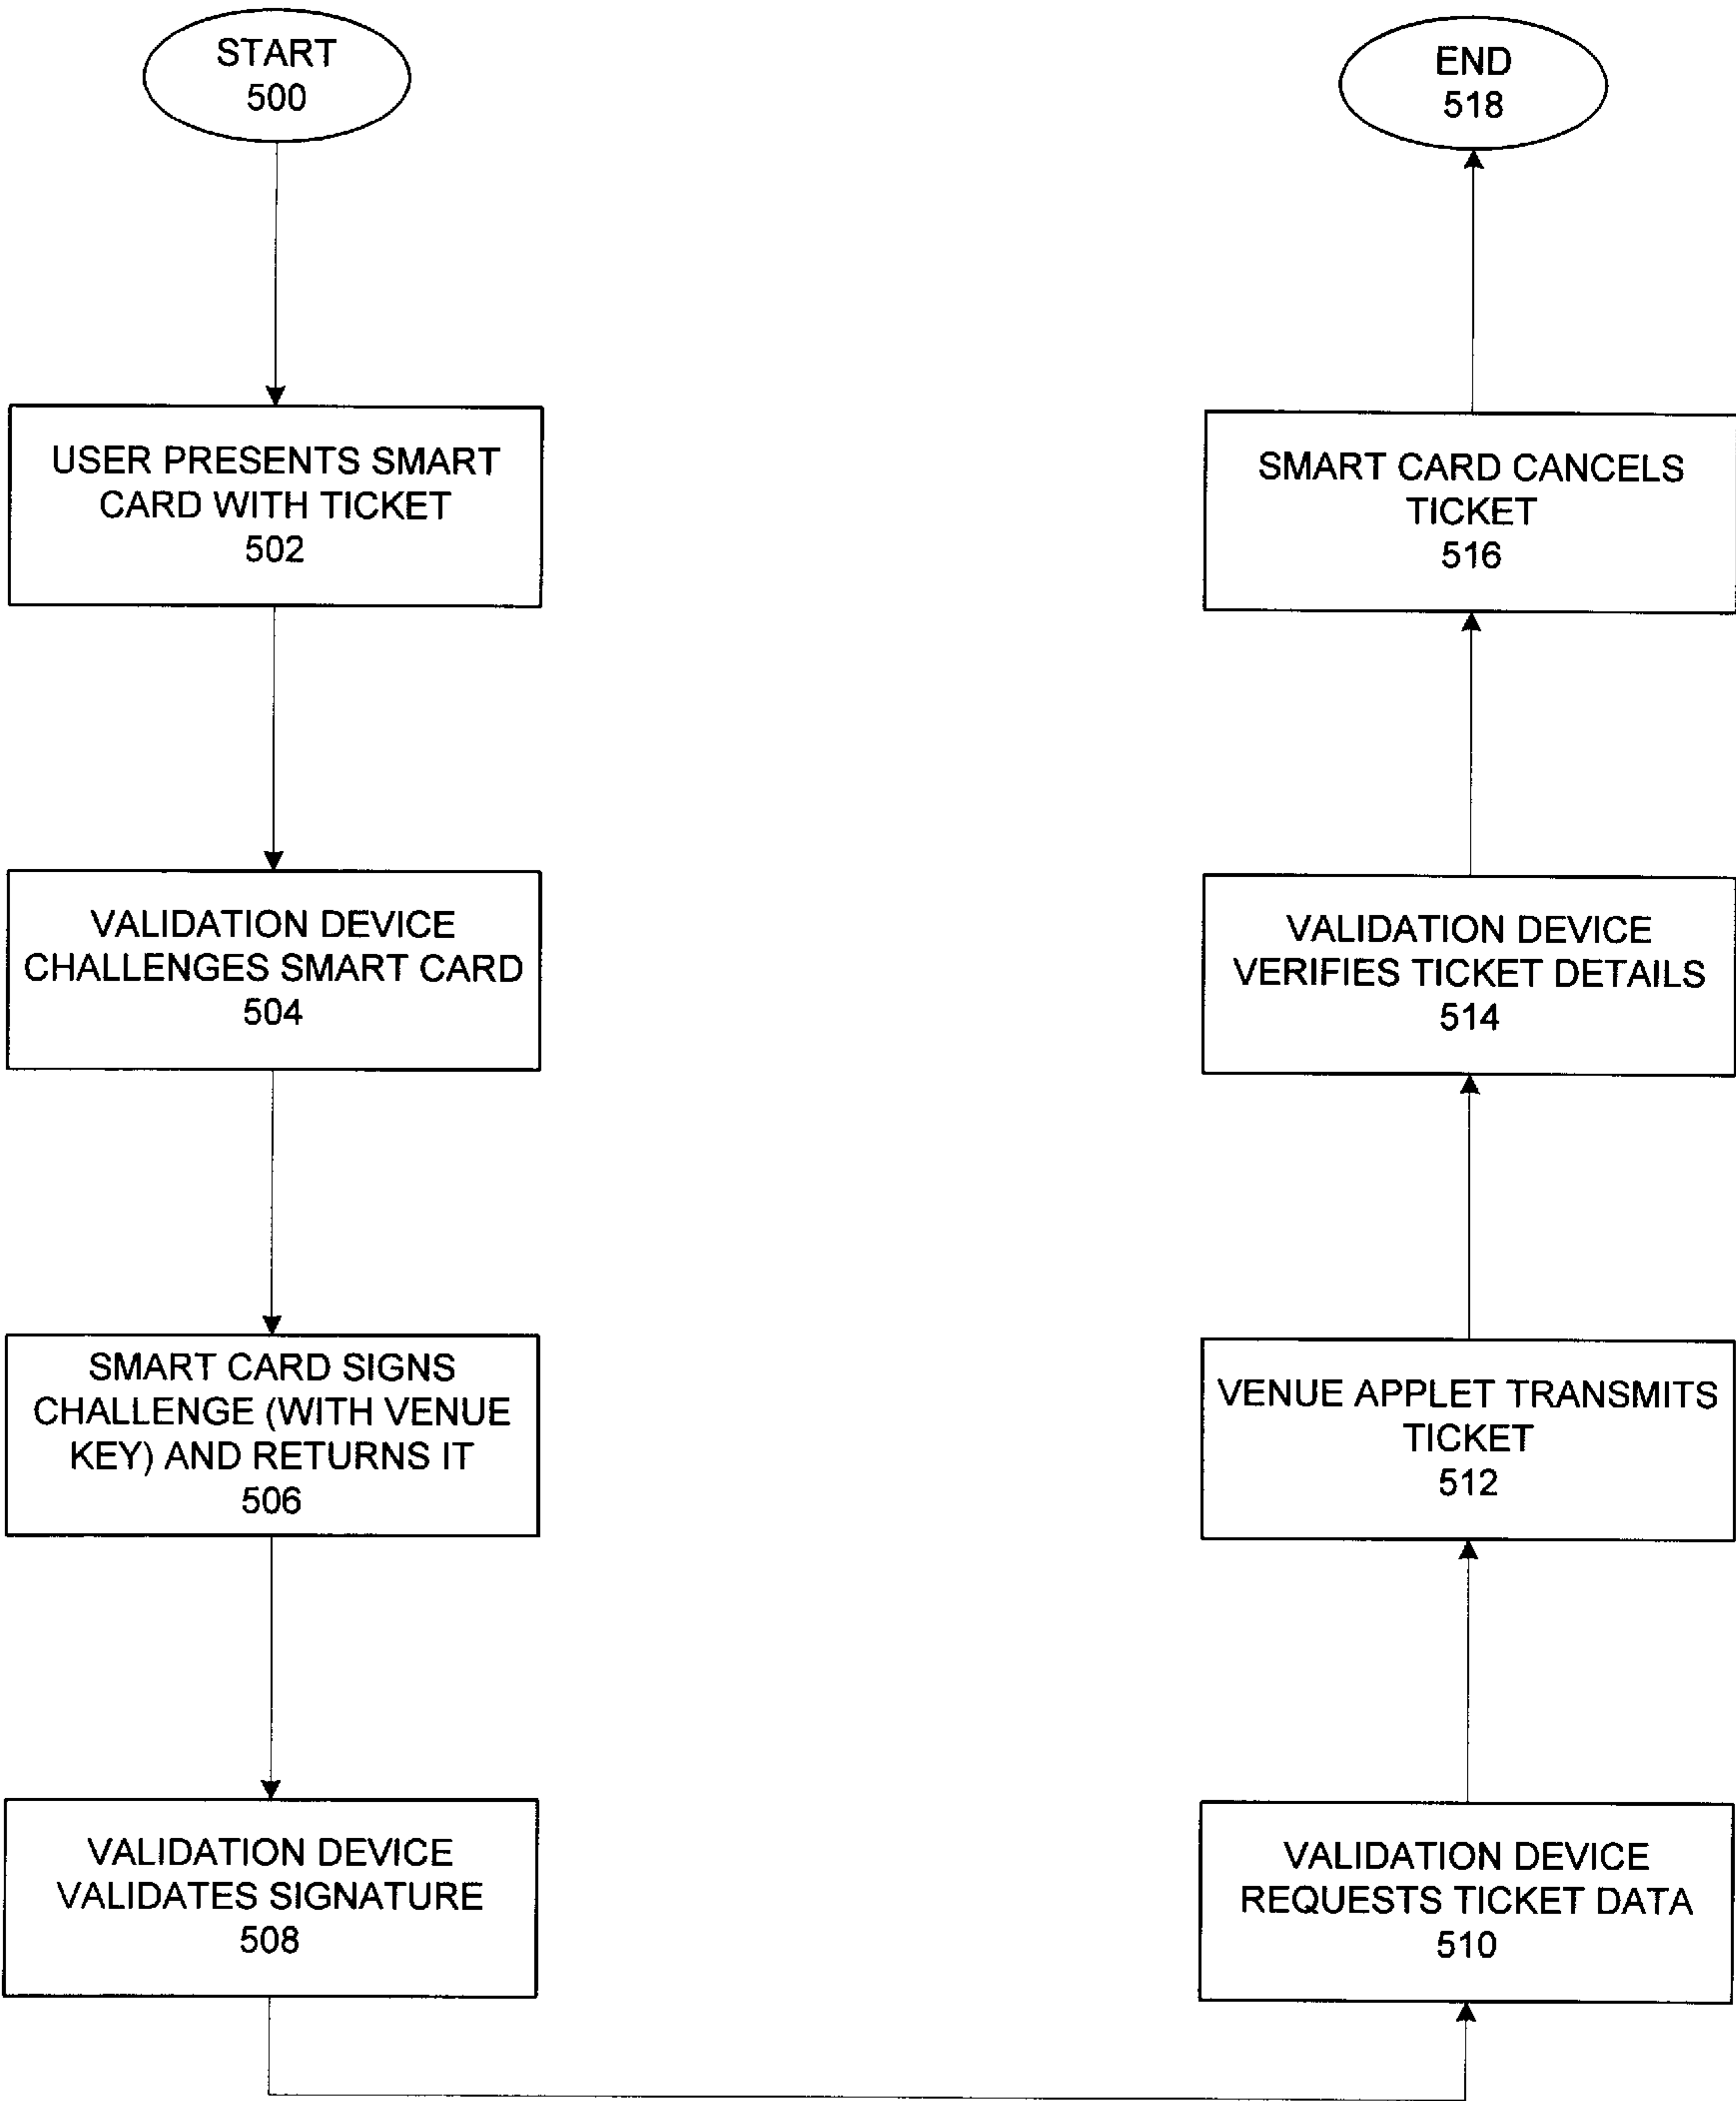 START
500
USER PRESENTS SMART
CARD WITH TICKET
502
VALIDATION DEVICE
CHALLENGES SMART CARD
504
SMART CARD SIGNS
CHALLENGE (WITH VENUE
KEY) AND RETURNS IT
506
VALIDATION DEVICE
VALIDATES SIGNATURE
508
VALIDATION DEVICE
REQUESTS TICKET DATA
510
VENUE APPLET TRANSMITS
TICKET
512
VALIDATION DEVICE
VERIFIES TICKET DETAILS
514
SMART CARD CANCELS
TICKET
516
END
518